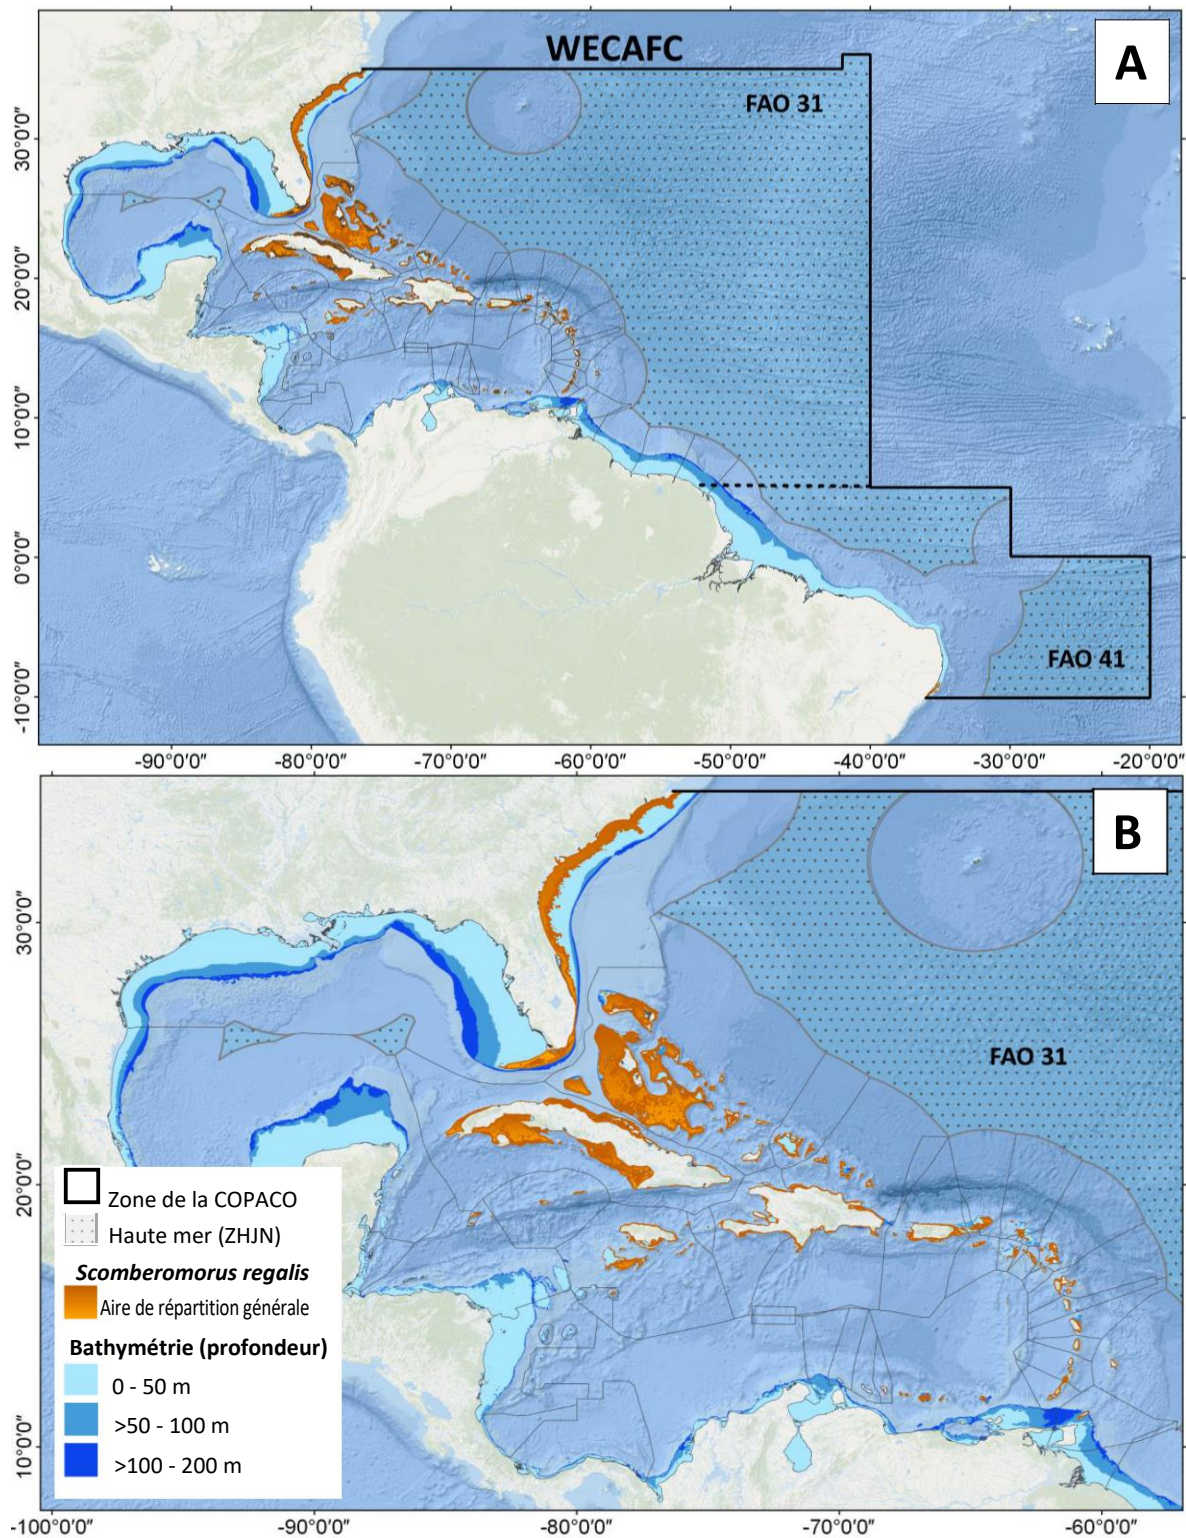 WECAFC
A
FAO 31
30°0'0"
20°0'0"
10°0'0"
0°0'0"
-10°0'0"
FAO 41
-90°0'0"
-80°0'0"
-70°0'0"
-60°0'0"
-50°0'0"
-40°0'0"
-30°0'0"
-20°0'0"
B
30°0'0"
FAO 31
20°0'0"
10°0'0"
Zone de la COPACO
Haute mer (ZHJN)
Scomberomorus regalis
Aire de répartition générale
Bathymétrie (profondeur)
0 - 50 m
>50 - 100 m
>100 - 200 m
-100°0'0"
-90°0'0"
-80°0'0"
-70°0'0"
-60°0'0"